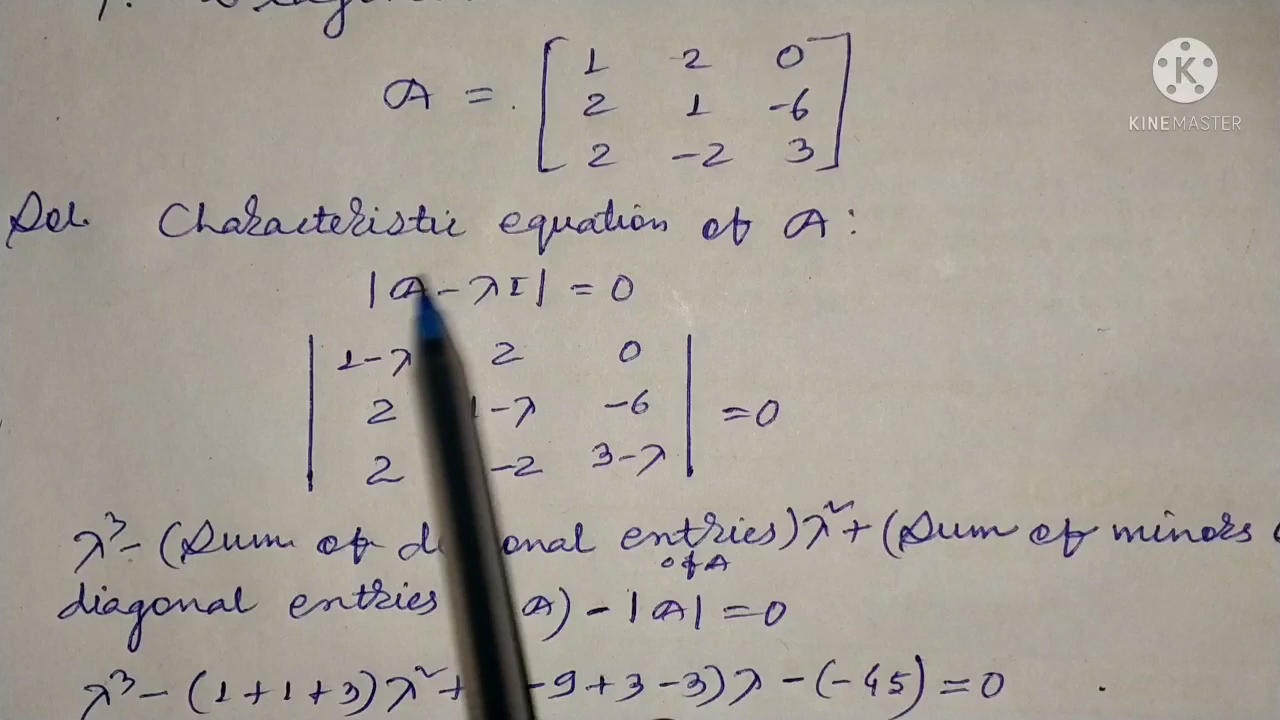 A = [ 1 2 0
2 1 -6
2 -2 3 ]
KINEMASTER
Sol. Characteristic equation of A:
|A - λI| = 0
| 1-λ 2 0
2 1-λ -6 | = 0
2 -2 3-λ |
λ³ - (Sum of diagonal entries of A)λ² + (Sum of minors
diagonal entries A) - |A| = 0
λ³ - (1+1+3)λ² + -9+3-3)λ - (-45) = 0